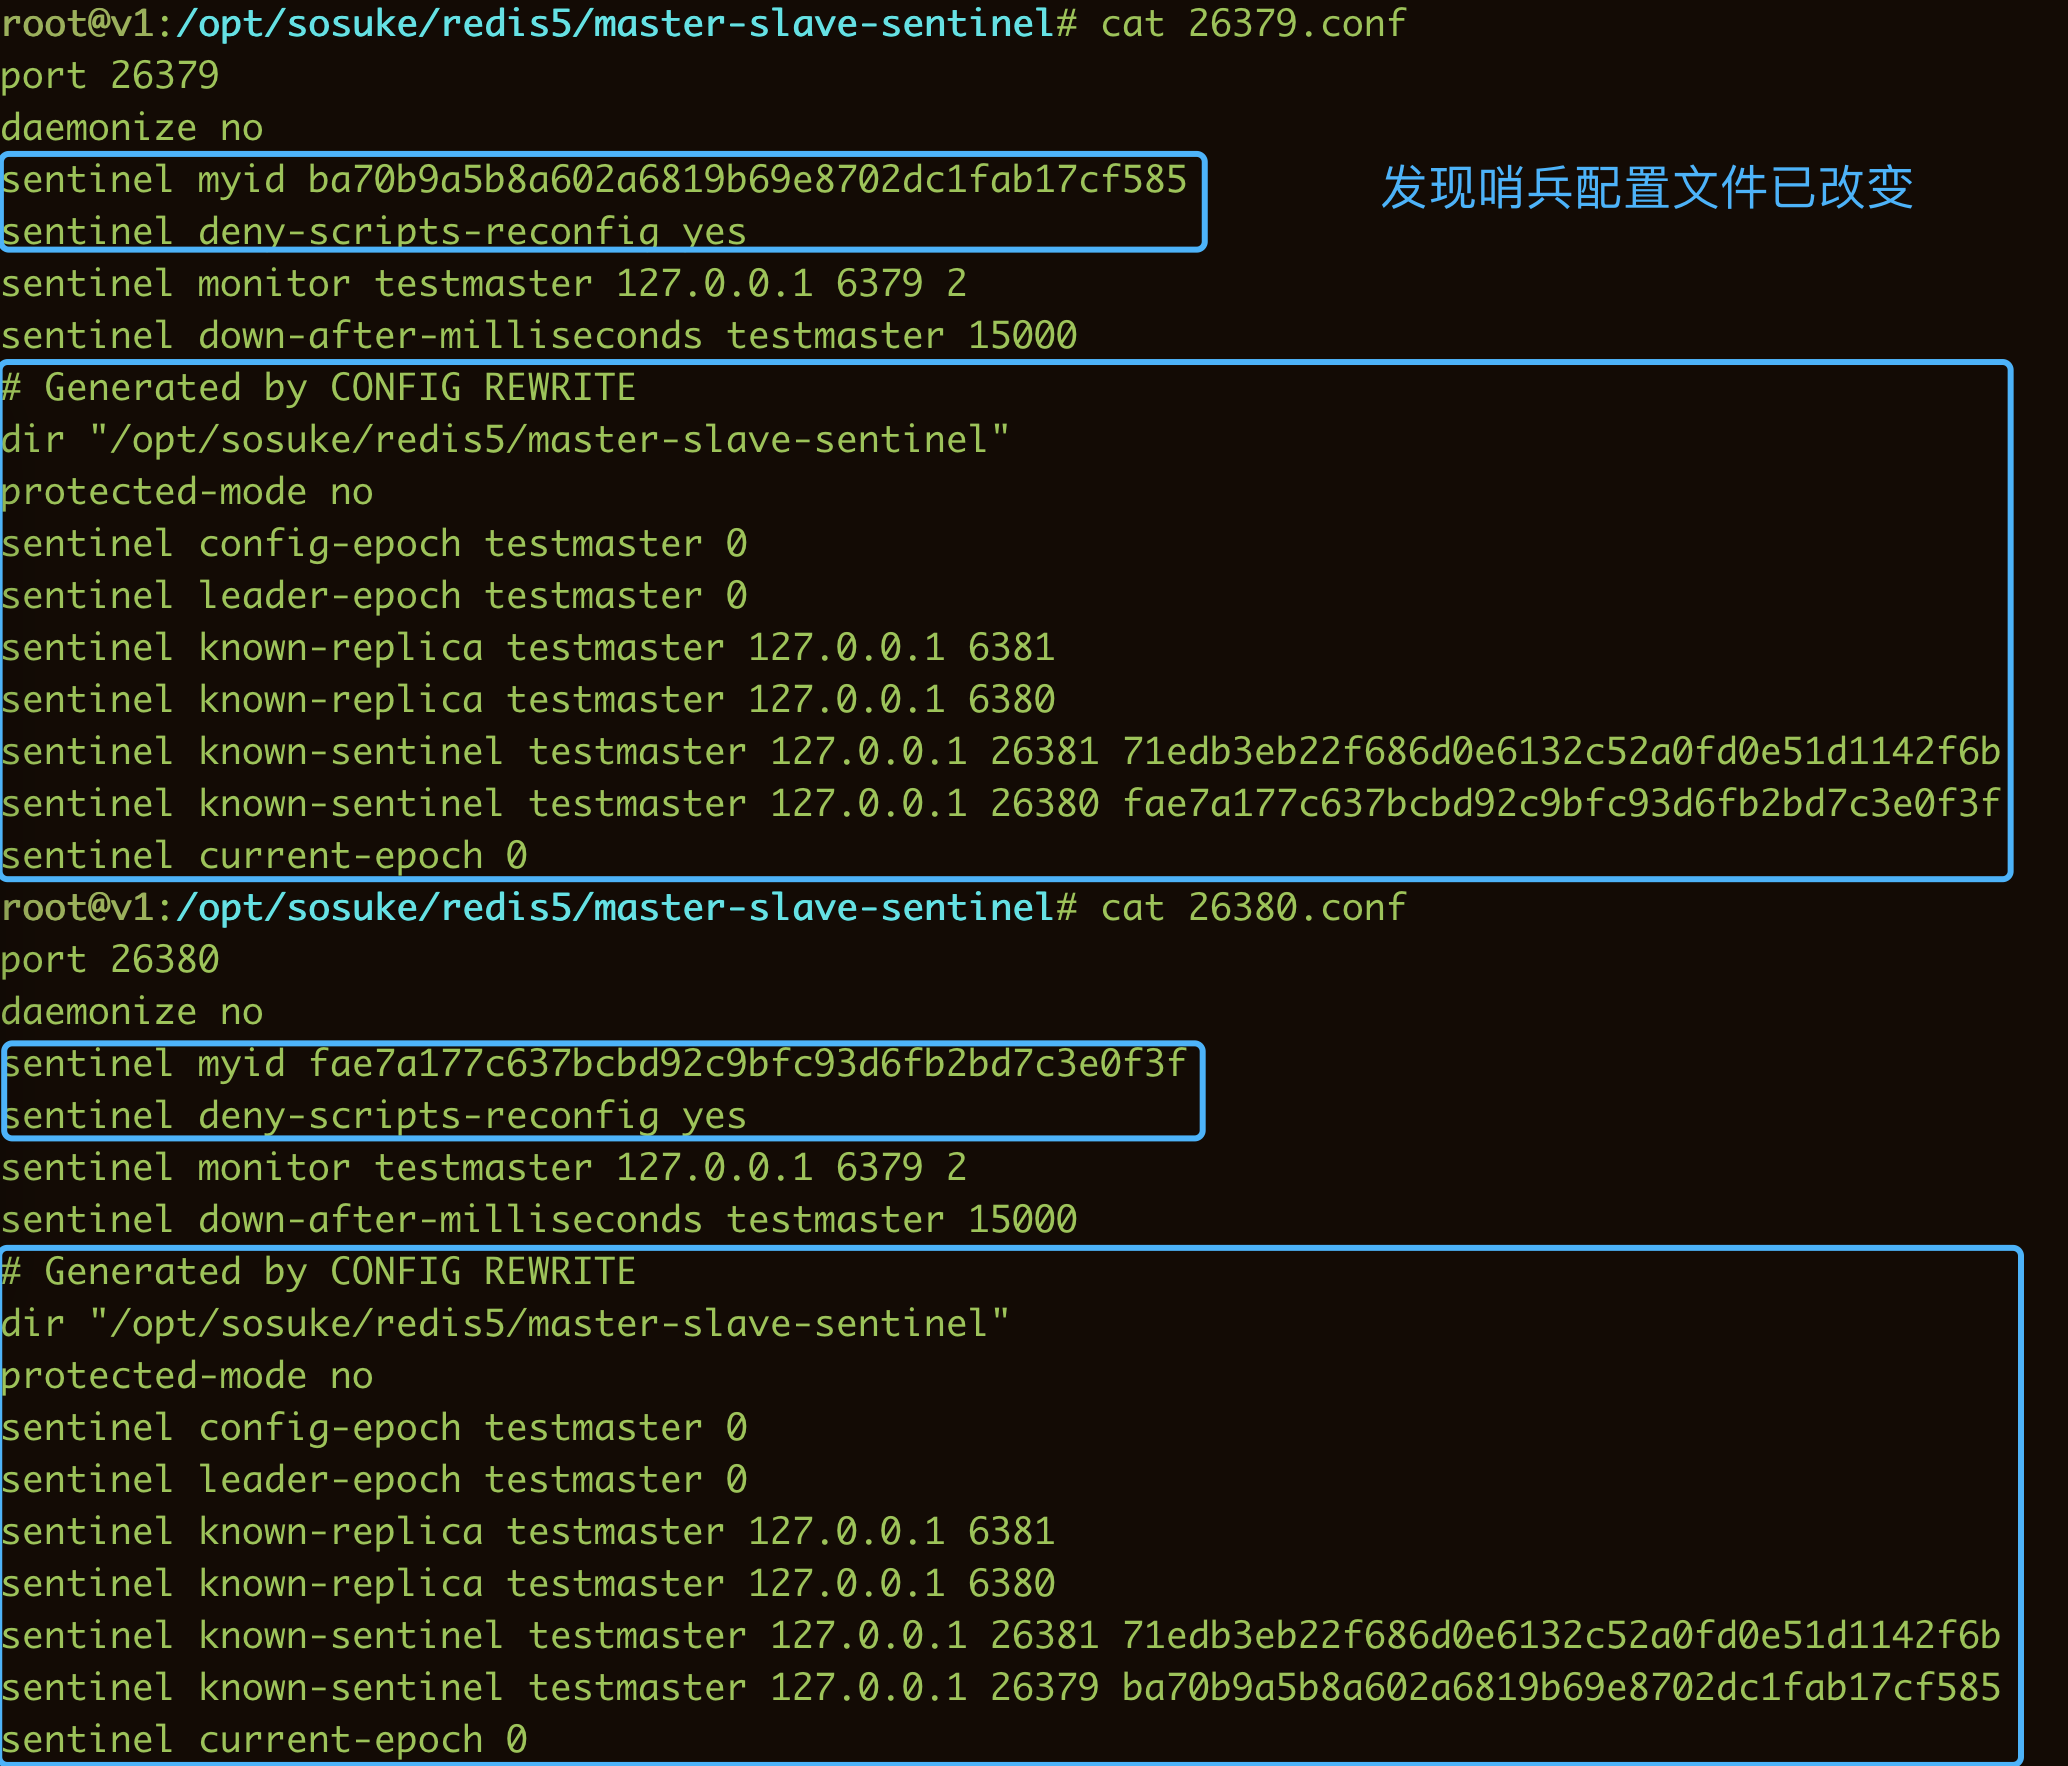 root@v1:/opt/sosuke/redis5/master-slave-sentinel# cat 26379.conf
port 26379
daemonize no
sentinel myid ba70b9a5b8a602a6819b69e8702dc1fab17cf585
发现哨兵配置文件已改变
sentinel deny-scripts-reconfig yes
sentinel monitor testmaster 127.0.0.1 6379 2
sentinel down-after-milliseconds testmaster 15000
# Generated by CONFIG REWRITE
dir "/opt/sosuke/redis5/master-slave-sentinel"
protected-mode no
sentinel config-epoch testmaster 0
sentinel leader-epoch testmaster 0
sentinel known-replica testmaster 127.0.0.1 6381
sentinel known-replica testmaster 127.0.0.1 6380
sentinel known-sentinel testmaster 127.0.0.1 26381 71edb3eb22f686d0e6132c52a0fd0e51d1142f6b
sentinel known-sentinel testmaster 127.0.0.1 26380 fae7a177c637bcbd92c9bfc93d6fb2bd7c3e0f3f
sentinel current-epoch 0
root@v1:/opt/sosuke/redis5/master-slave-sentinel# cat 26380.conf
port 26380
daemonize no
sentinel myid fae7a177c637bcbd92c9bfc93d6fb2bd7c3e0f3f
sentinel deny-scripts-reconfig yes
sentinel monitor testmaster 127.0.0.1 6379 2
sentinel down-after-milliseconds testmaster 15000
# Generated by CONFIG REWRITE
dir "/opt/sosuke/redis5/master-slave-sentinel"
protected-mode no
sentinel config-epoch testmaster 0
sentinel leader-epoch testmaster 0
sentinel known-replica testmaster 127.0.0.1 6381
sentinel known-replica testmaster 127.0.0.1 6380
sentinel known-sentinel testmaster 127.0.0.1 26381 71edb3eb22f686d0e6132c52a0fd0e51d1142f6b
sentinel known-sentinel testmaster 127.0.0.1 26379 ba70b9a5b8a602a6819b69e8702dc1fab17cf585
sentinel current-epoch 0